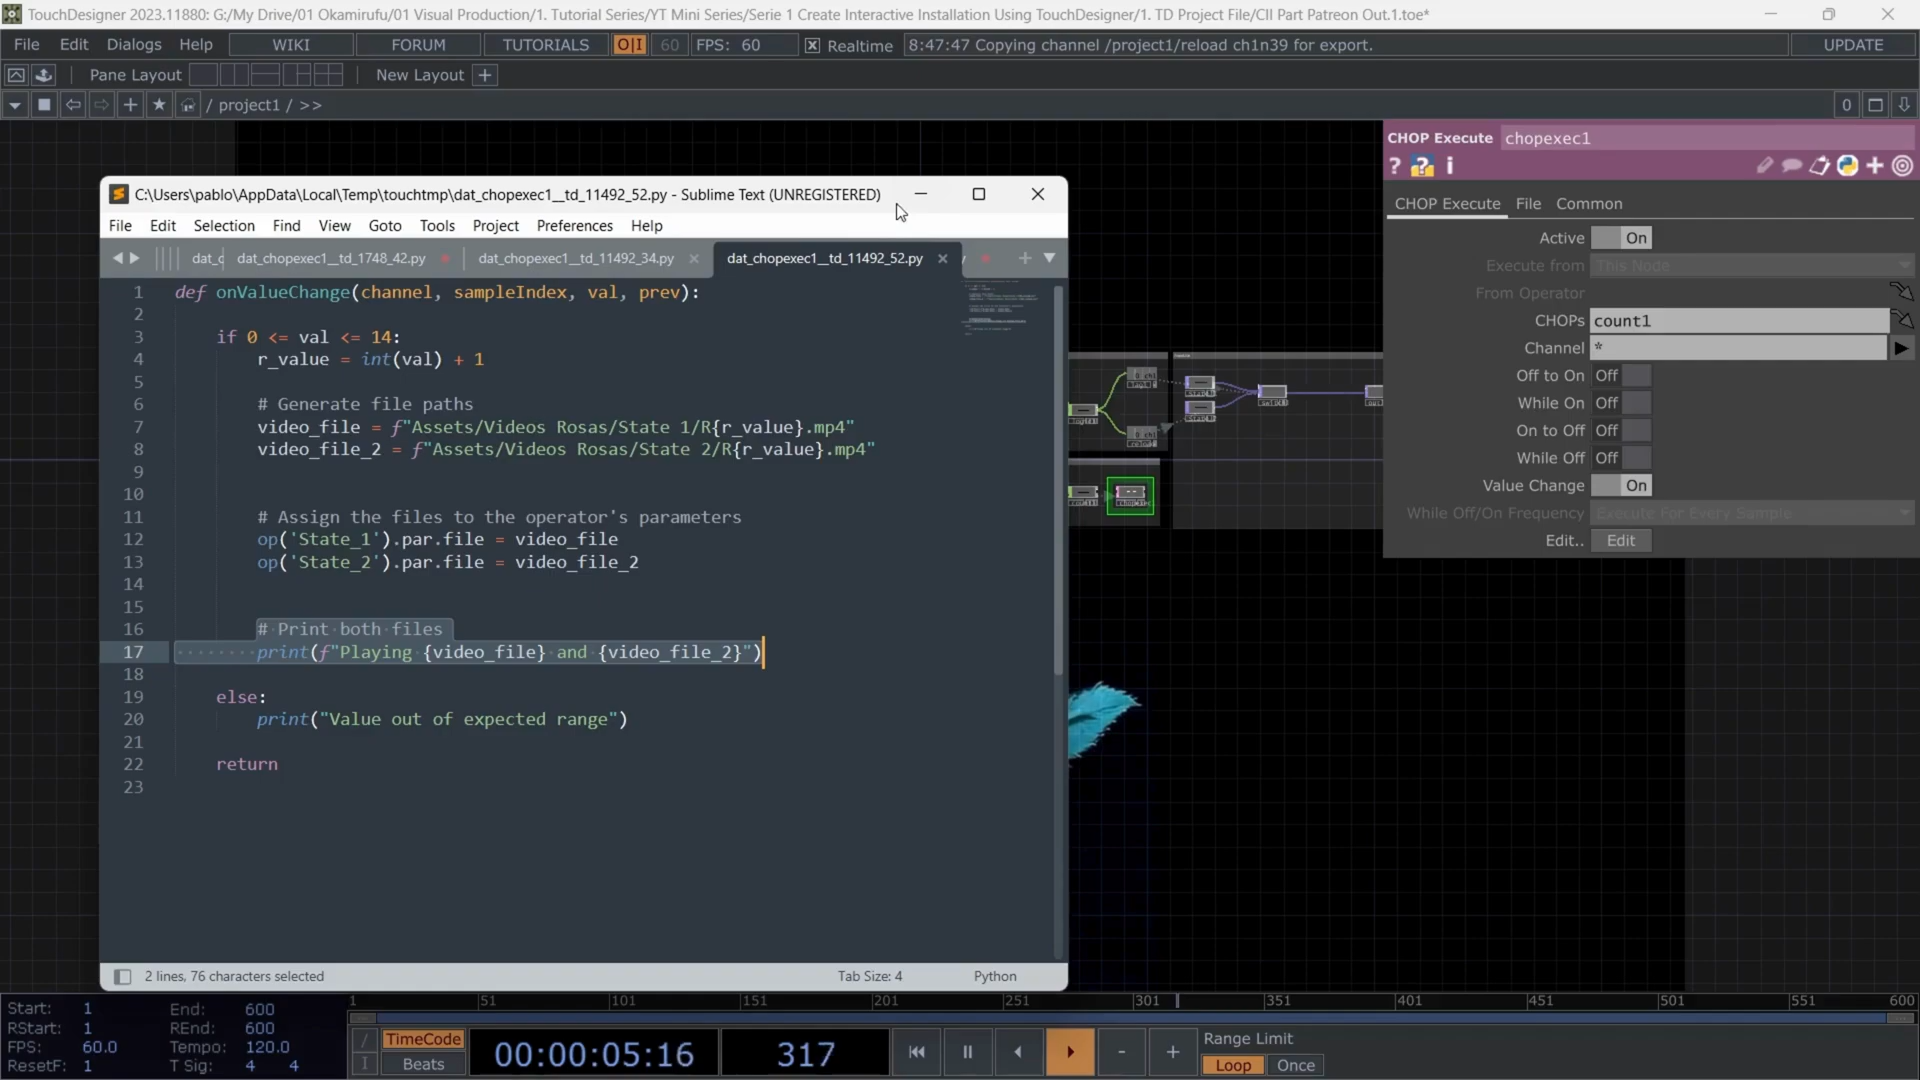 TouchDesigner 2023.11880: G:/My Drive/01 Okamirufu/01 Visual Production/1. Tutorial Series/YT Mini Series/Serie 1 Create Interactive Installation Using TouchDesigner/1. TD Project File/CII Part Patreon Out.1.toe*
File Edit Dialogs Help WIKI FORUM TUTORIALS O|I 60 FPS: 60 Realtime 8:47:47 Copying channel /project1/reload ch1n39 for export. UPDATE
Pane Layout New Layout +
/ project1 / >> 0
CHOP Execute chopexec1
? ? i
CHOP Execute File Common
Active On
Execute from This Node
From Operator
CHOPs count1
Channel *
Off to On Off
While On Off
On to Off Off
While Off Off
Value Change On
While Off/On Frequency Execute For Every Sample
Edit.. Edit
C:\Users\pablo\AppData\Local\Temp\touchtmp\dat_chopexec1__td_11492_52.py - Sublime Text (UNREGISTERED)
File Edit Selection Find View Goto Tools Project Preferences Help
dat_c dat_chopexec1__td_1748_42.py dat_chopexec1__td_11492_34.py dat_chopexec1__td_11492_52.py
1 def onValueChange(channel, sampleIndex, val, prev):
2
3 if 0 <= val <= 14:
4 r_value = int(val) + 1
5
6 # Generate file paths
7 video_file = f"Assets/Videos Rosas/State 1/R{r_value}.mp4"
8 video_file_2 = f"Assets/Videos Rosas/State 2/R{r_value}.mp4"
9
10
11 # Assign the files to the operator's parameters
12 op('State_1').par.file = video_file
13 op('State_2').par.file = video_file_2
14
15
16 # Print both files
17 print(f"Playing {video_file} and {video_file_2}")
18
19 else:
20 print("Value out of expected range")
21
22 return
23
2 lines, 76 characters selected Tab Size: 4 Python
1 51 101 151 201 251 301 351 401 451 501 551 600
Start: 1 End: 600
RStart: 1 REnd: 600
FPS: 60.0 Tempo: 120.0
ResetF: 1 T Sig: 4 4
TimeCode
Beats
00:00:05:16 317
Range Limit
Loop Once